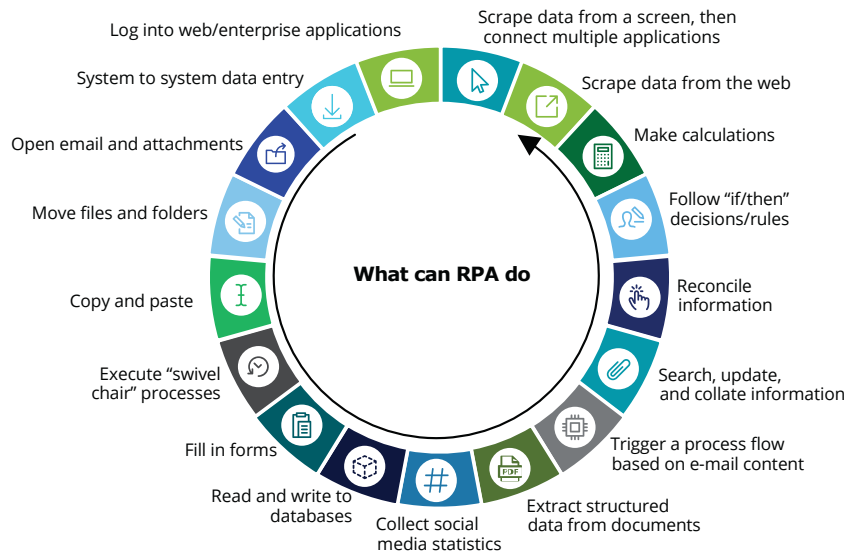 Log into web/enterprise applications
Scrape data from a screen, then
connect multiple applications
System to system data entry
Scrape data from the web
Open email and attachments
Make calculations
Move files and folders
Follow “if/then”
decisions/rules
What can RPA do
Copy and paste
Reconcile
information
Execute “swivel
chair” processes
Search, update,
and collate information
Fill in forms
Trigger a process flow
based on e-mail content
Read and write to
databases
PDF
Extract structured
data from documents
Collect social
media statistics